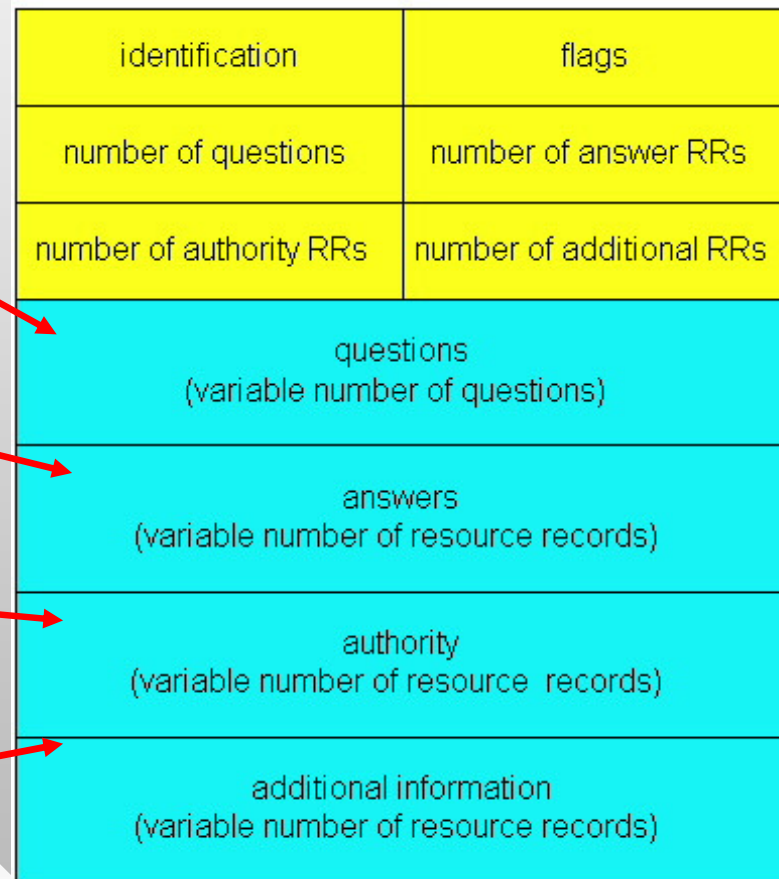 identification
flags
number of questions
number of answer RRs
number of authority RRs
number of additional RRs
questions
(variable number of questions)
answers
(variable number of resource records)
authority
(variable number of resource records)
additional information
(variable number of resource records)